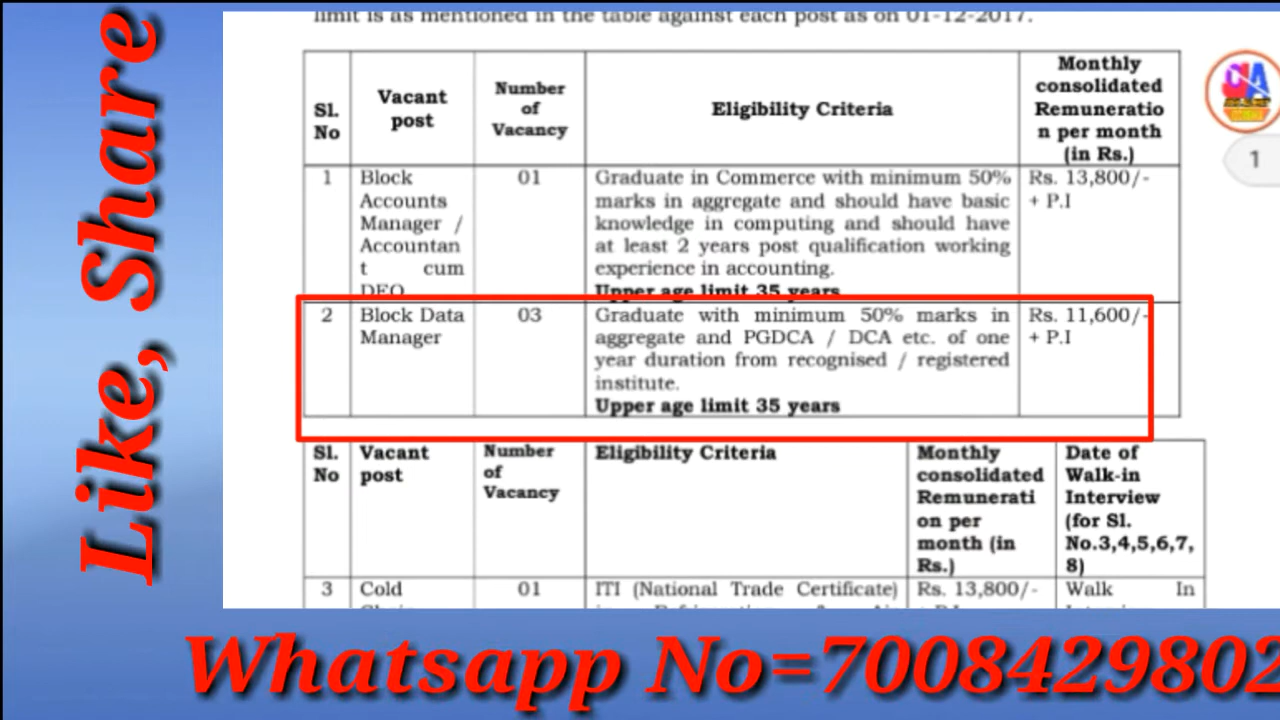 Like, Share
limit is as mentioned in the table against each post as on 01-12-2017.
Sl.
No
Vacant
post
Number
of
Vacancy
Eligibility Criteria
Monthly
consolidated
Remuneratio
n per month
(in Rs.)
1
Block
Accounts
Manager /
Accountan
t cum
DEO
01
Graduate in Commerce with minimum 50%
marks in aggregate and should have basic
knowledge in computing and should have
at least 2 years post qualification working
experience in accounting.
Upper age limit 35 years
Rs. 13,800/-
+ P.I
2
Block Data
Manager
03
Graduate with minimum 50% marks in
aggregate and PGDCA / DCA etc. of one
year duration from recognised / registered
institute.
Upper age limit 35 years
Rs. 11,600/-
+ P.I
Sl.
No
Vacant
post
Number
of
Vacancy
Eligibility Criteria
Monthly
consolidated
Remunerati
on per
month (in
Rs.)
Date of
Walk-in
Interview
(for Sl.
No.3,4,5,6,7,
8)
3
Cold
01
ITI (National Trade Certificate)
Rs. 13,800/-
Walk In
1
Whatsapp No=7008429802